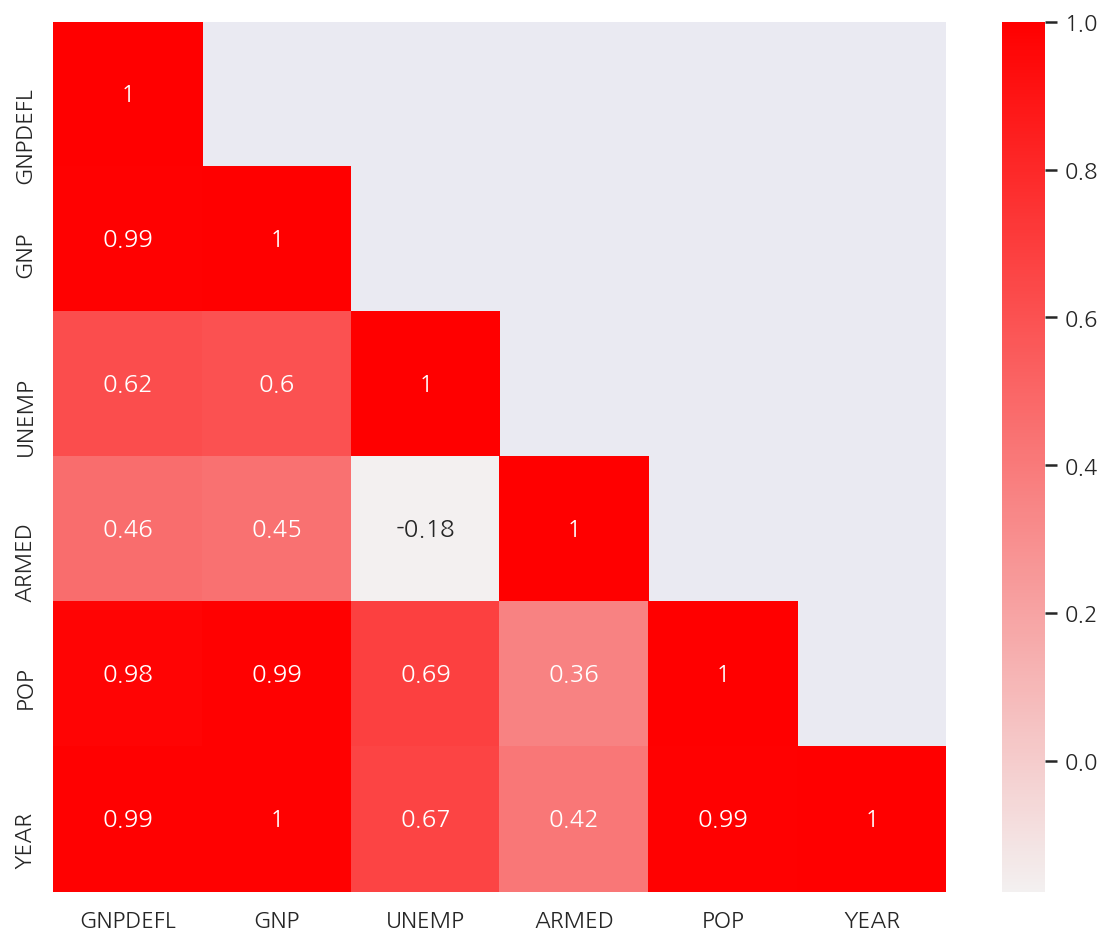 1.0
GNPDEFL 1
0.8
GNP 0.99 1
0.6
UNEMP 0.62 0.6 1
0.4
ARMED 0.46 0.45 -0.18 1
0.2
POP 0.98 0.99 0.69 0.36 1
0.0
YEAR 0.99 1 0.67 0.42 0.99 1
GNPDEFL GNP UNEMP ARMED POP YEAR